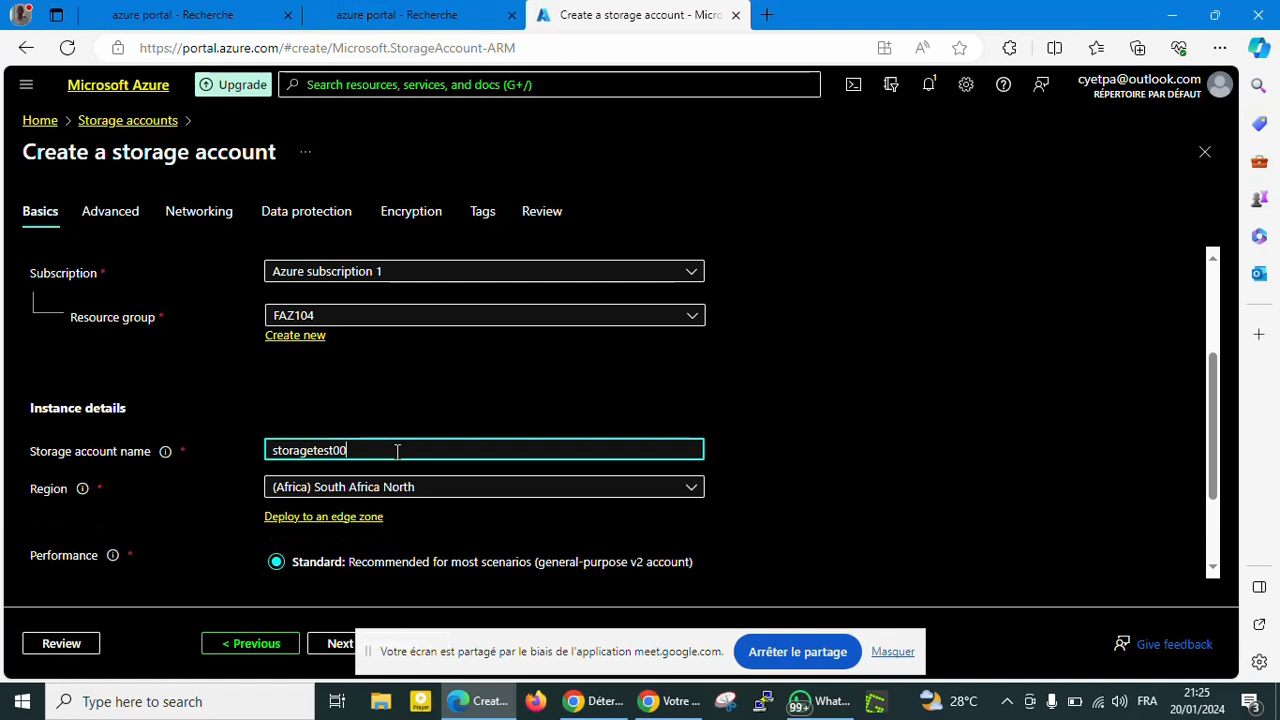 azure portal - Recherche
azure portal - Recherche
Create a storage account - Micro
https://portal.azure.com/#create/Microsoft.StorageAccount-ARM
Microsoft Azure
Upgrade
Search resources, services, and docs (G+/)
1
cyetpa@outlook.com
RÉPERTOIRE PAR DÉFAUT
Home > Storage accounts >
Create a storage account ...
Basics Advanced Networking Data protection Encryption Tags Review
Subscription * Azure subscription 1
Resource group * FAZ104
Create new
Instance details
Storage account name * storagetest00
Region * (Africa) South Africa North
Deploy to an edge zone
Performance * Standard: Recommended for most scenarios (general-purpose v2 account)
Review < Previous Next
Votre écran est partagé par le biais de l'application meet.google.com. Arrêter le partage Masquer
Give feedback
Type here to search
Creat...
Déter...
Votre ...
99+
What...
28°C
FRA
21:25
20/01/2024
3